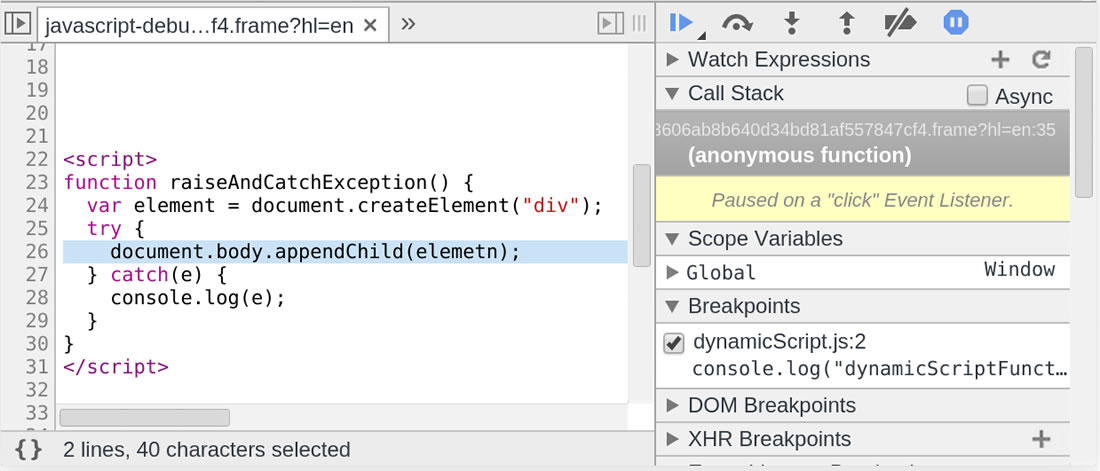 javascript-debu…f4.frame?hl=en ×
»
17
18
19
20
21
22 <script>
23 function raiseAndCatchException() {
24 var element = document.createElement("div");
25 try {
26 document.body.appendChild(elemetn);
27 } catch(e) {
28 console.log(e);
29 }
30 }
31 </script>
32
33
{} 2 lines, 40 characters selected
Watch Expressions +
Call Stack Async
3606ab8b640d34bd81af557847cf4.frame?hl=en:35
(anonymous function)
Paused on a "click" Event Listener.
Scope Variables
Global Window
Breakpoints
dynamicScript.js:2
console.log("dynamicScriptFunct…
DOM Breakpoints
XHR Breakpoints +